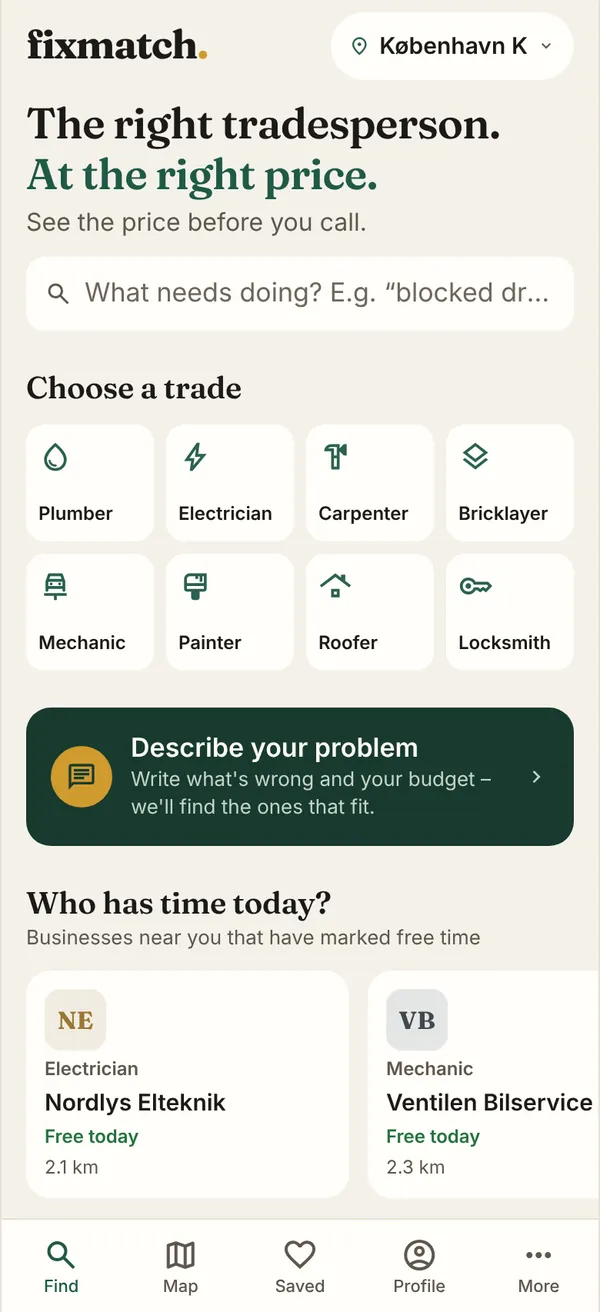 fixmatch.
København K
The right tradesperson.
At the right price.
See the price before you call.
What needs doing? E.g. “blocked dr...
Choose a trade
Plumber
Electrician
Carpenter
Bricklayer
Mechanic
Painter
Roofer
Locksmith
Describe your problem
Write what's wrong and your budget –
we'll find the ones that fit.
Who has time today?
Businesses near you that have marked free time
NE
Electrician
Nordlys Elteknik
Free today
2.1 km
VB
Mechanic
Ventilen Bilservice
Free today
2.3 km
Find
Map
Saved
Profile
More